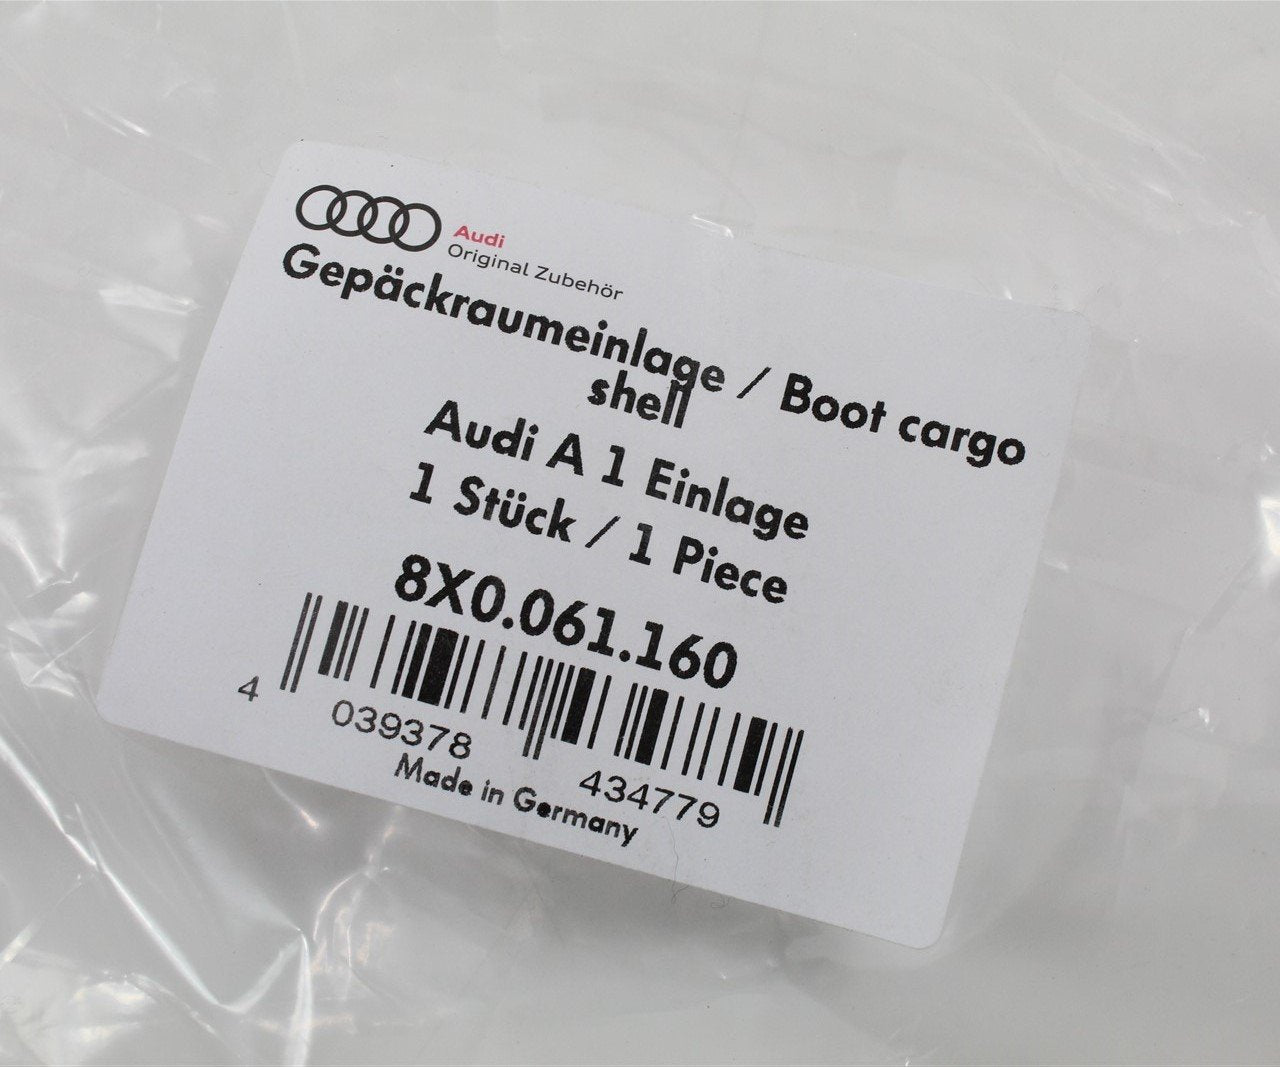 Audi
Original Zubehör
Gepäckraumeinlage / Boot cargo
shell
Audi A 1 Einlage
1 Stück / 1 Piece
8X0.061.160
4 039378 434779
Made in Germany